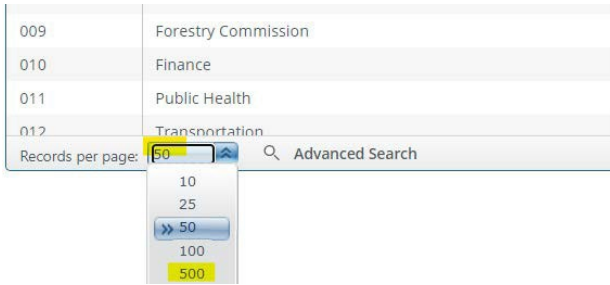 009 Forestry Commission
010 Finance
011 Public Health
012 Transportation
Records per page: 50 Advanced Search
10
25
50
100
500